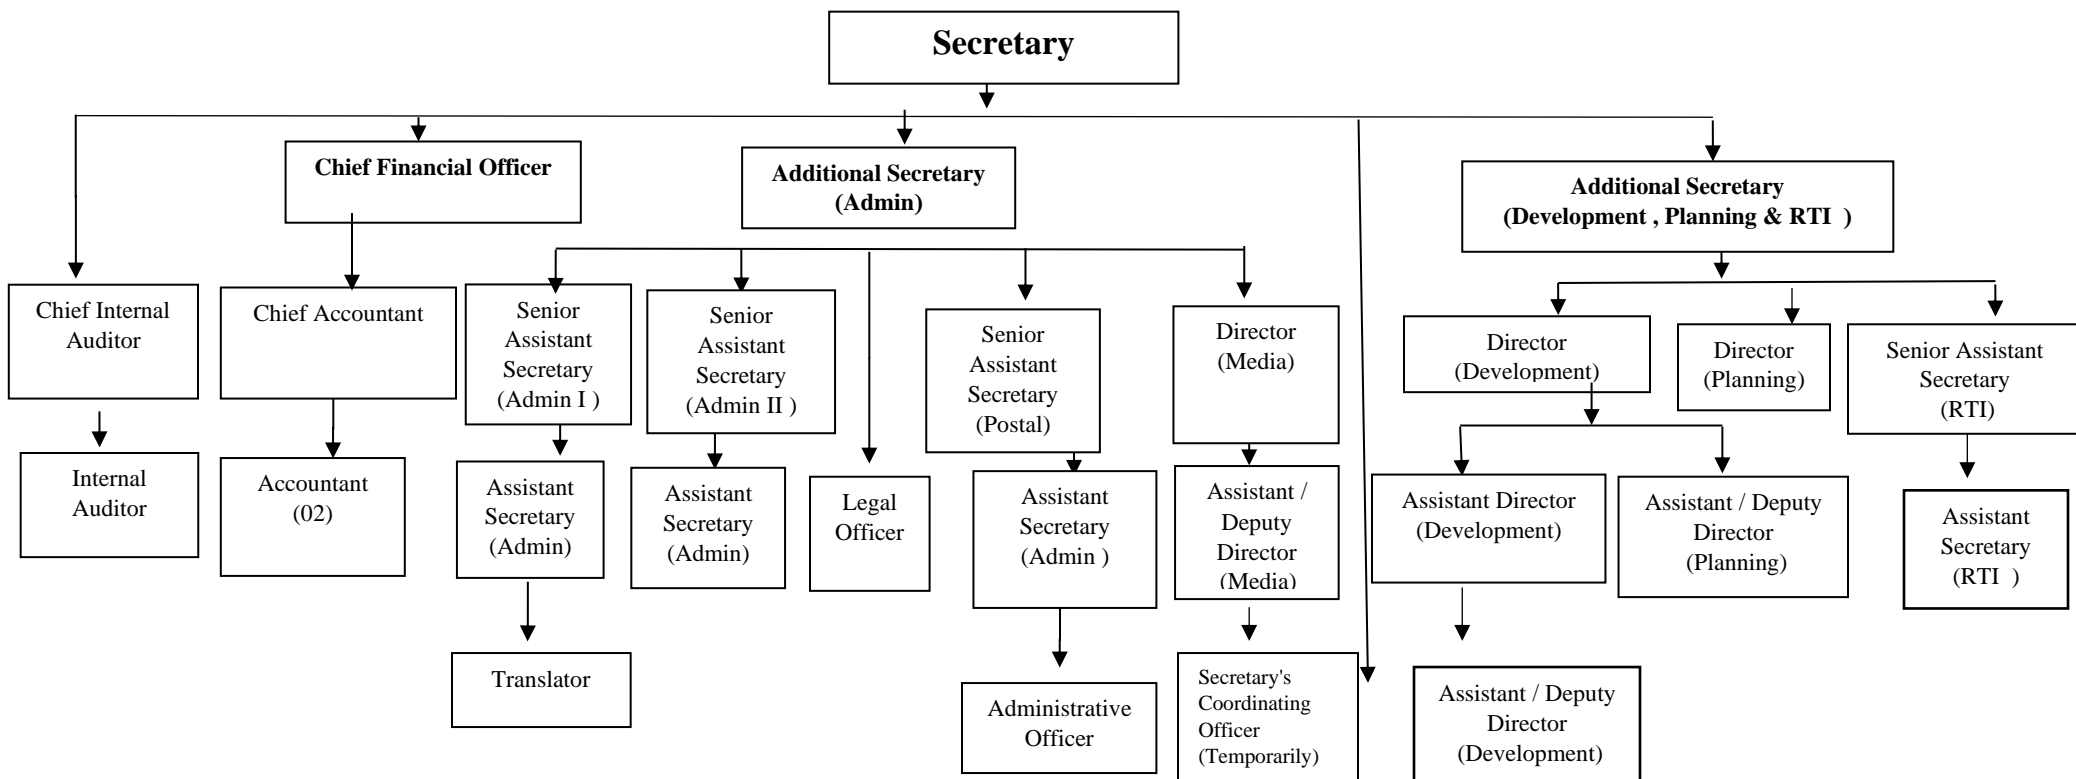 Secretary
Chief Financial Officer
Additional Secretary
(Admin)
Additional Secretary
(Development , Planning & RTI  )
Chief Internal
Auditor
Chief Accountant
Senior
Assistant
Secretary
(Admin I )
Senior
Assistant
Secretary
(Admin II )
Senior
Assistant
Secretary
(Postal)
Director
(Media)
Director
(Development)
Director
(Planning)
Senior Assistant
Secretary
(RTI)
Internal
Auditor
Accountant
(02)
Assistant
Secretary
(Admin)
Assistant
Secretary
(Admin)
Legal
Officer
Assistant
Secretary
(Admin )
Assistant /
Deputy
Director
(Media)
Assistant Director
(Development)
Assistant / Deputy
Director
(Planning)
Assistant
Secretary
(RTI  )
Translator
Administrative
Officer
Secretary's
Coordinating
Officer
(Temporarily)
Assistant / Deputy
Director
(Development)